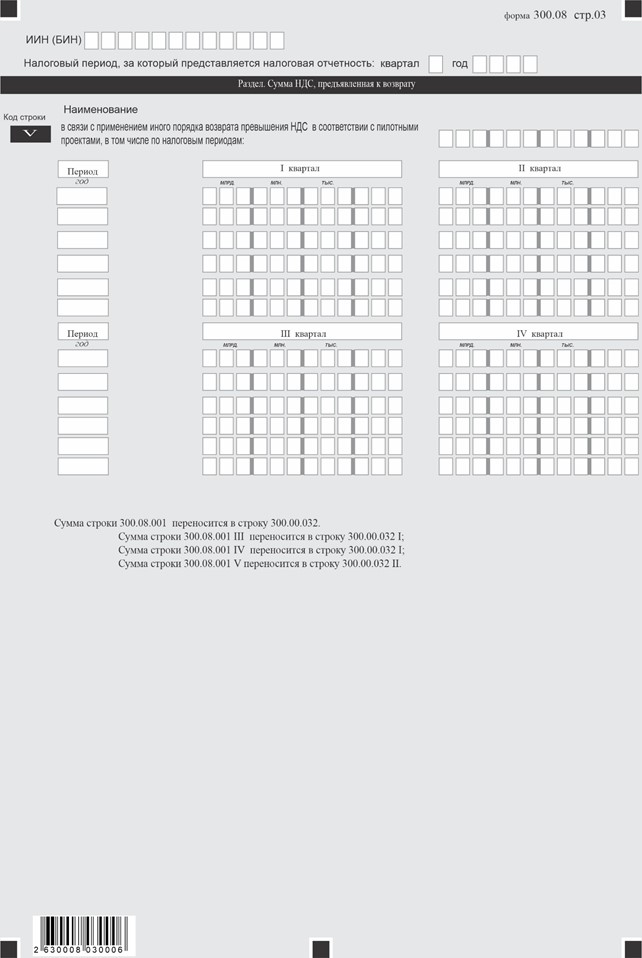 форма 300.08 стр.03
ИИН (БИН)
Налоговый период, за который представляется налоговая отчетность: квартал год
Раздел. Сумма НДС, предъявленная к возврату
Код строки
Наименование
V
в связи с применением иного порядка возврата превышения НДС в соответствии с пилотными
проектами, в том числе по налоговым периодам:
Период I квартал II квартал
год МЛРД. МЛН. ТЫС. МЛРД. МЛН. ТЫС.
Период III квартал IV квартал
год МЛРД. МЛН. ТЫС. МЛРД. МЛН. ТЫС.
Сумма строки 300.08.001 переносится в строку 300.00.032.
Сумма строки 300.08.001 III переносится в строку 300.00.032 I;
Сумма строки 300.08.001 IV переносится в строку 300.00.032 I;
Сумма строки 300.08.001 V переносится в строку 300.00.032 II.
2 630008 030006